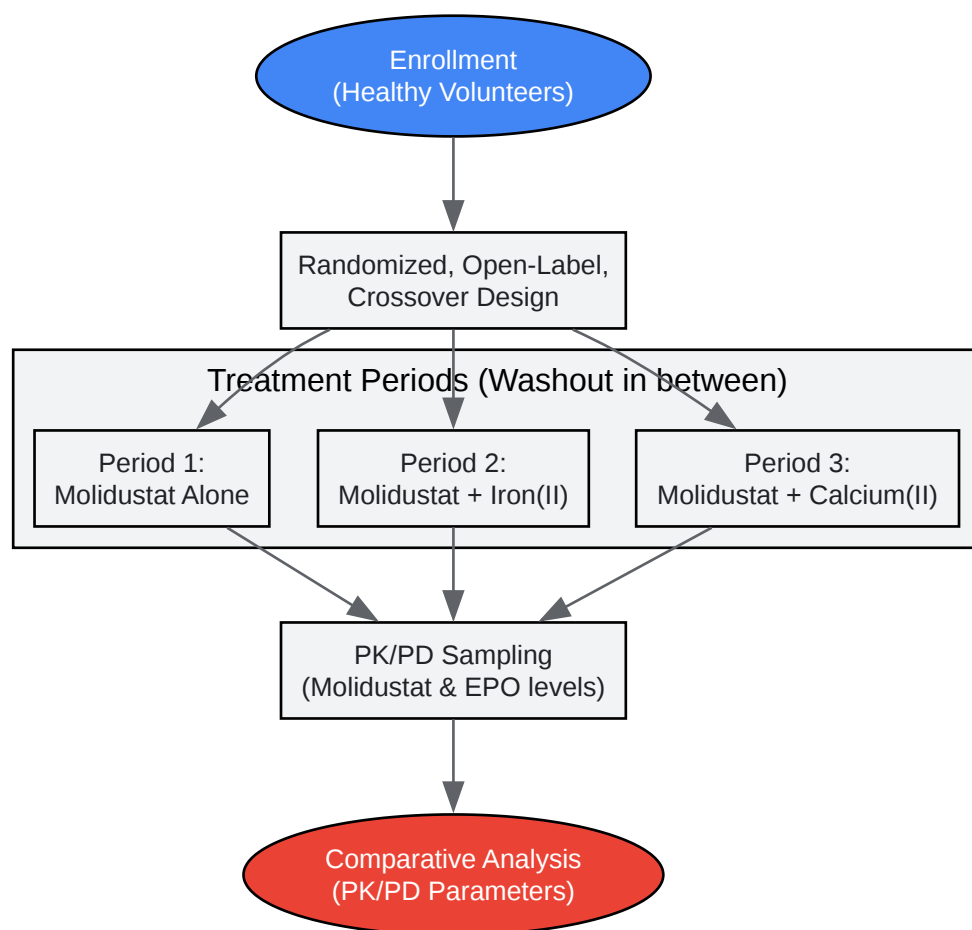 Enrollment
(Healthy Volunteers)
Randomized, Open-Label,
Crossover Design
Treatment Periods (Washout in between)
Period 1:
Molidustat Alone
Period 2:
Molidustat + Iron(II)
Period 3:
Molidustat + Calcium(II)
PK/PD Sampling
(Molidustat & EPO levels)
Comparative Analysis
(PK/PD Parameters)